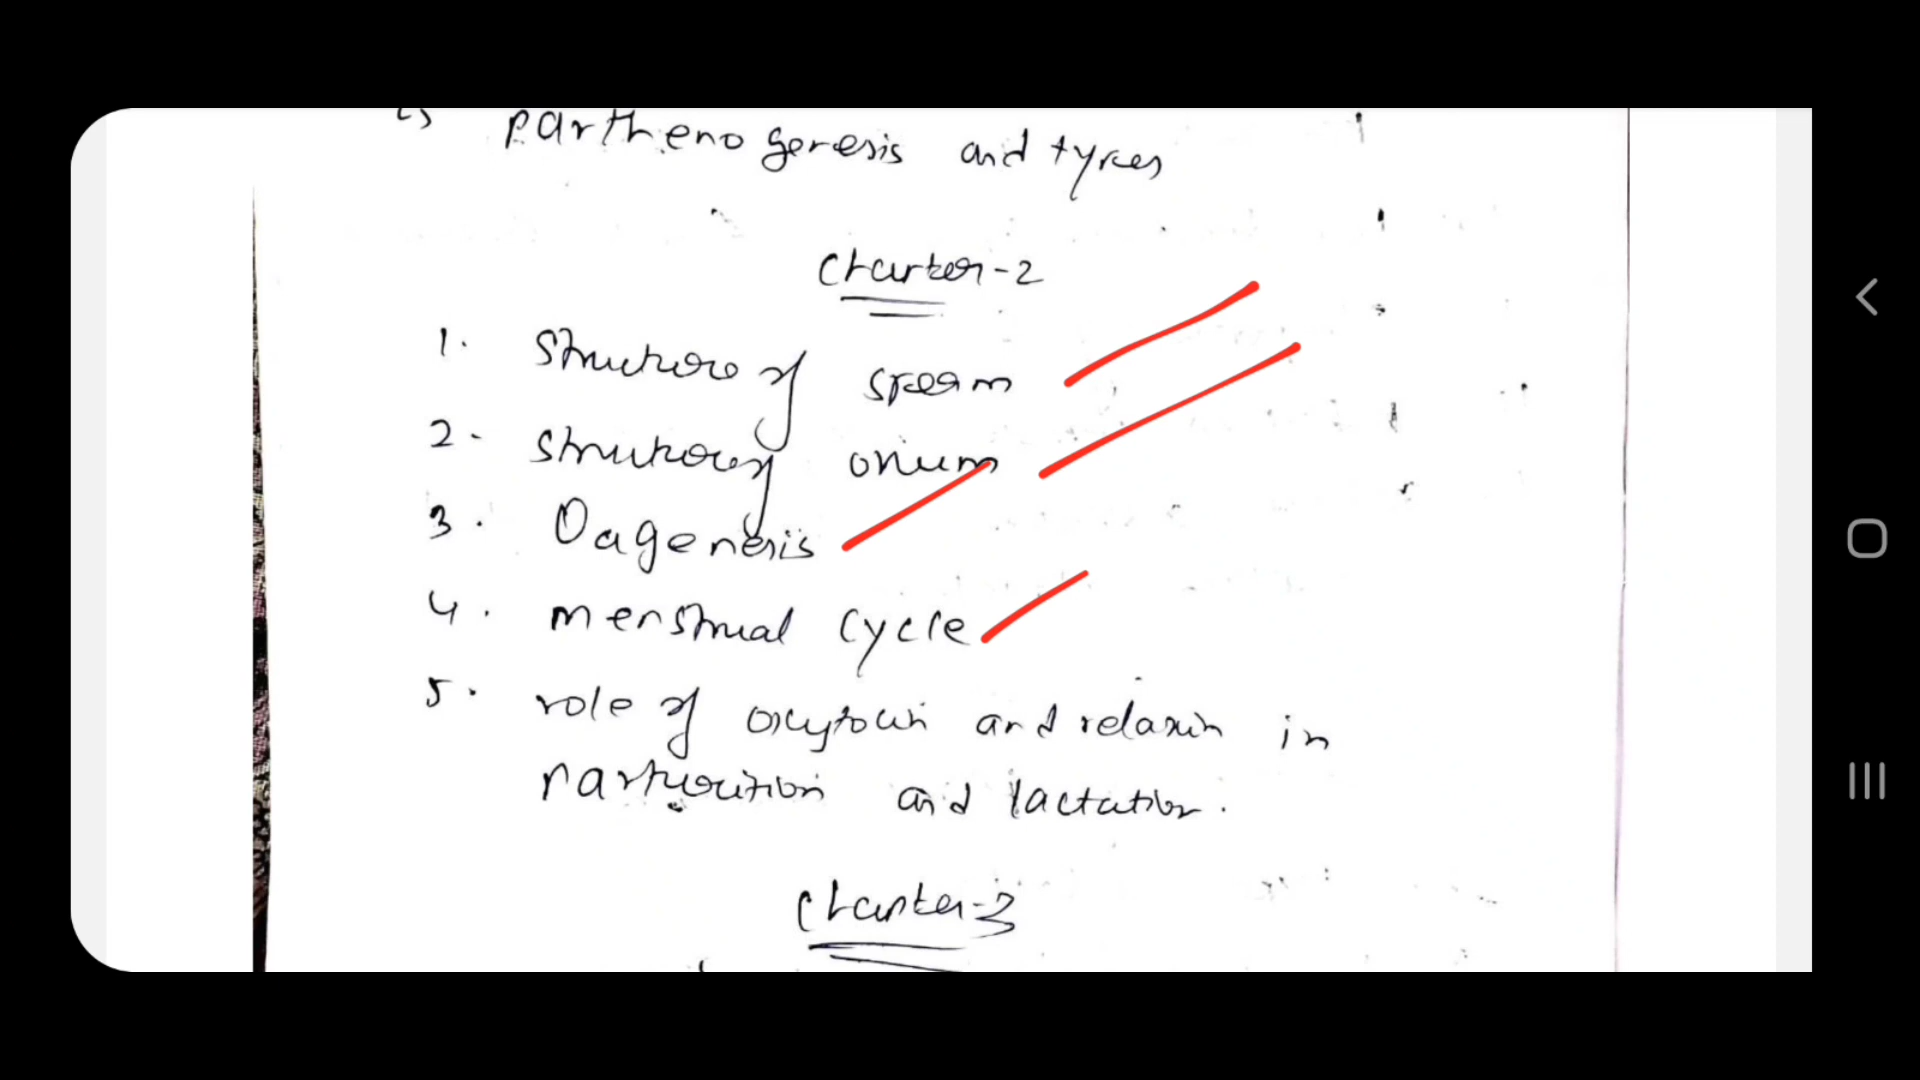 Parthenogenesis and types
Chapter-2
1. Structure of sperm
2. Structure of ovum
3. Oagenesis
4. menstrual cycle
5. role of oxytocin and relaxin in
parturition and lactation.
Chapter-3